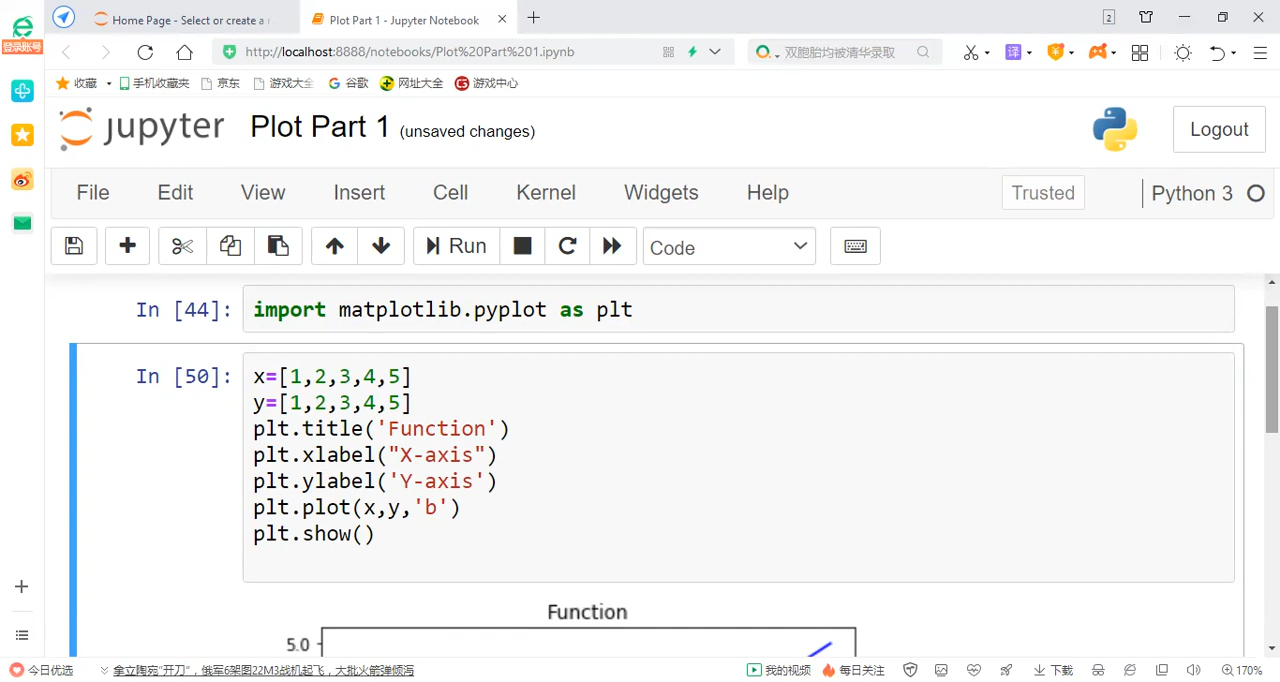 Home Page - Select or create a
Plot Part 1 - Jupyter Notebook
2
登录账号
http://localhost:8888/notebooks/Plot%20Part%201.ipynb
双胞胎均被清华录取
译
收藏
手机收藏夹
京东
游戏大全
谷歌
网址大全
游戏中心
jupyter Plot Part 1 (unsaved changes)
Logout
File Edit View Insert Cell Kernel Widgets Help
Trusted
Python 3
Run
Code
In [44]:
import matplotlib.pyplot as plt
In [50]:
x=[1,2,3,4,5]
y=[1,2,3,4,5]
plt.title('Function')
plt.xlabel("X-axis")
plt.ylabel('Y-axis')
plt.plot(x,y,'b')
plt.show()
Function
5.0
今日优选
拿立陶宛"开刀"，俄军6架图22M3战机起飞，大批火箭弹倾泻
我的视频
每日关注
下载
170%